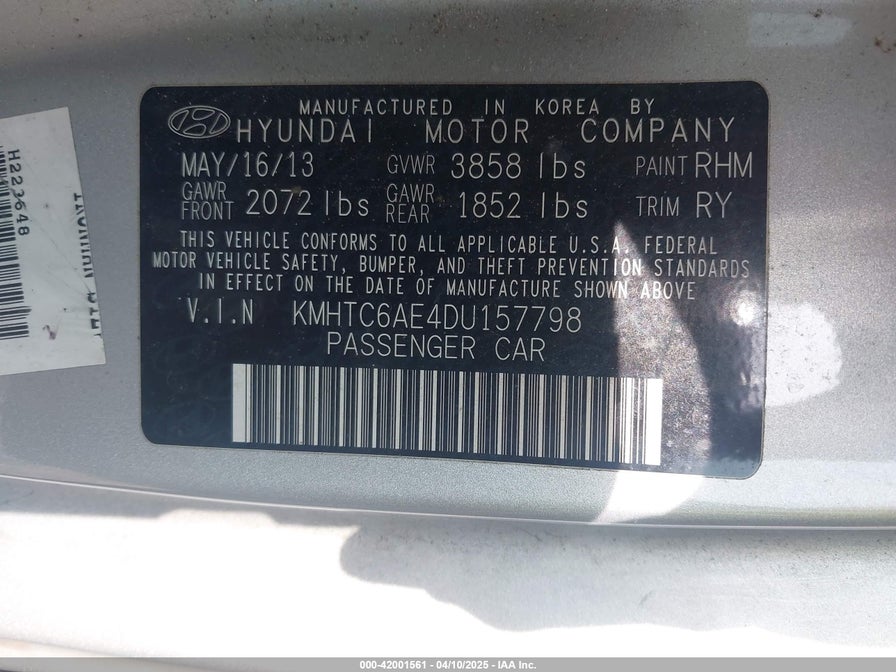 MANUFACTURED IN KOREA BY
HYUNDAI MOTOR COMPANY
MAY/16/13 GVWR 3858 lbs PAINT RHM
GAWR FRONT 2072 lbs GAWR REAR 1852 lbs TRIM RY
THIS VEHICLE CONFORMS TO ALL APPLICABLE U.S.A. FEDERAL
MOTOR VEHICLE SAFETY, BUMPER, AND THEFT PREVENTION STANDARDS
IN EFFECT ON THE DATE OF MANUFACTURE SHOWN ABOVE
V.I.N KMHTC6AE4DU157798
PASSENGER CAR
H223648
000-42001561 - 04/10/2025 - IAA Inc.